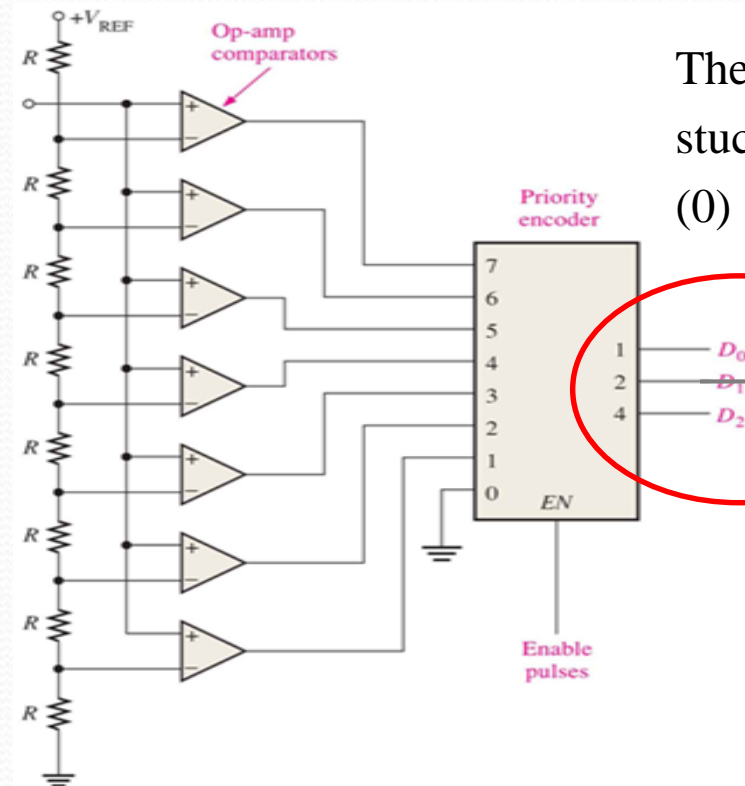 +VREF
Op-amp
comparators
The
stuc
(0)
R
+
−
R
+
−
R
+
−
R
+
−
R
+
−
R
+
−
R
+
−
R
Priority
encoder
7
6
5
4
3
2
1
0
1
2
4
EN
D0
D1
D2
Enable
pulses